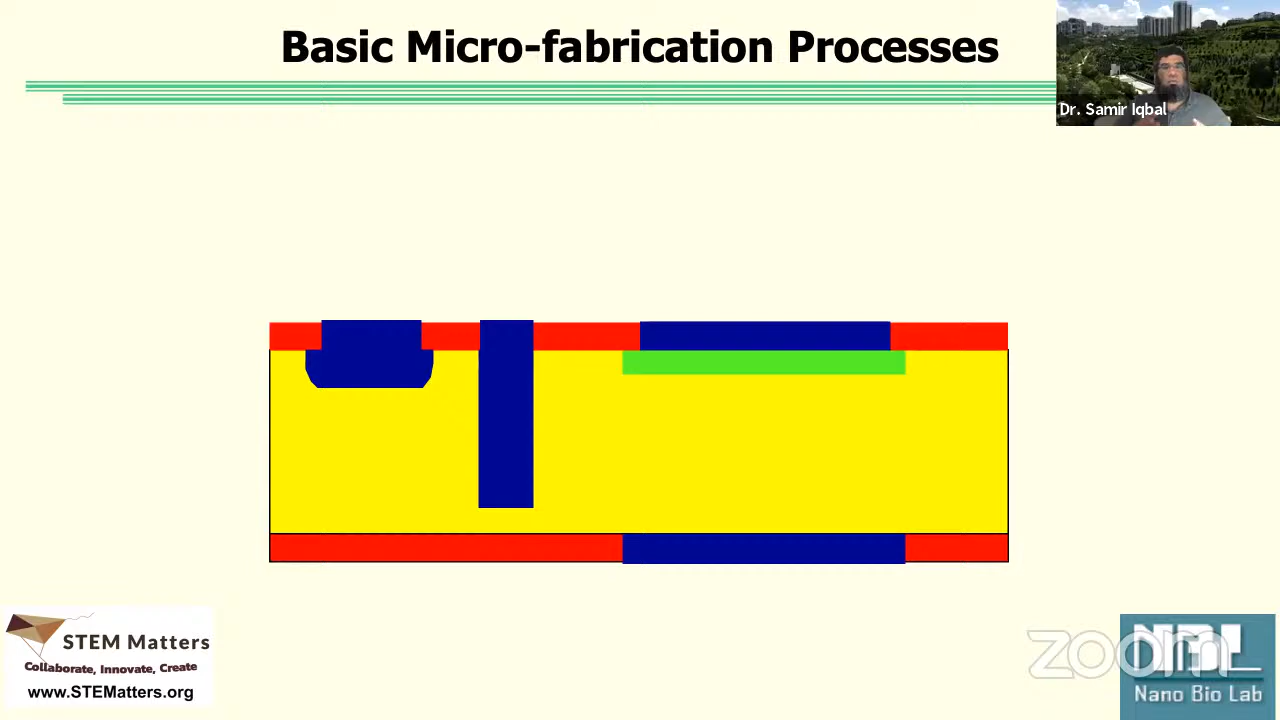 Basic Micro-fabrication Processes
Dr. Samir Iqbal
STEM Matters
Collaborate, Innovate, Create
www.STEMatters.org
zoom
NBL
Nano Bio Lab